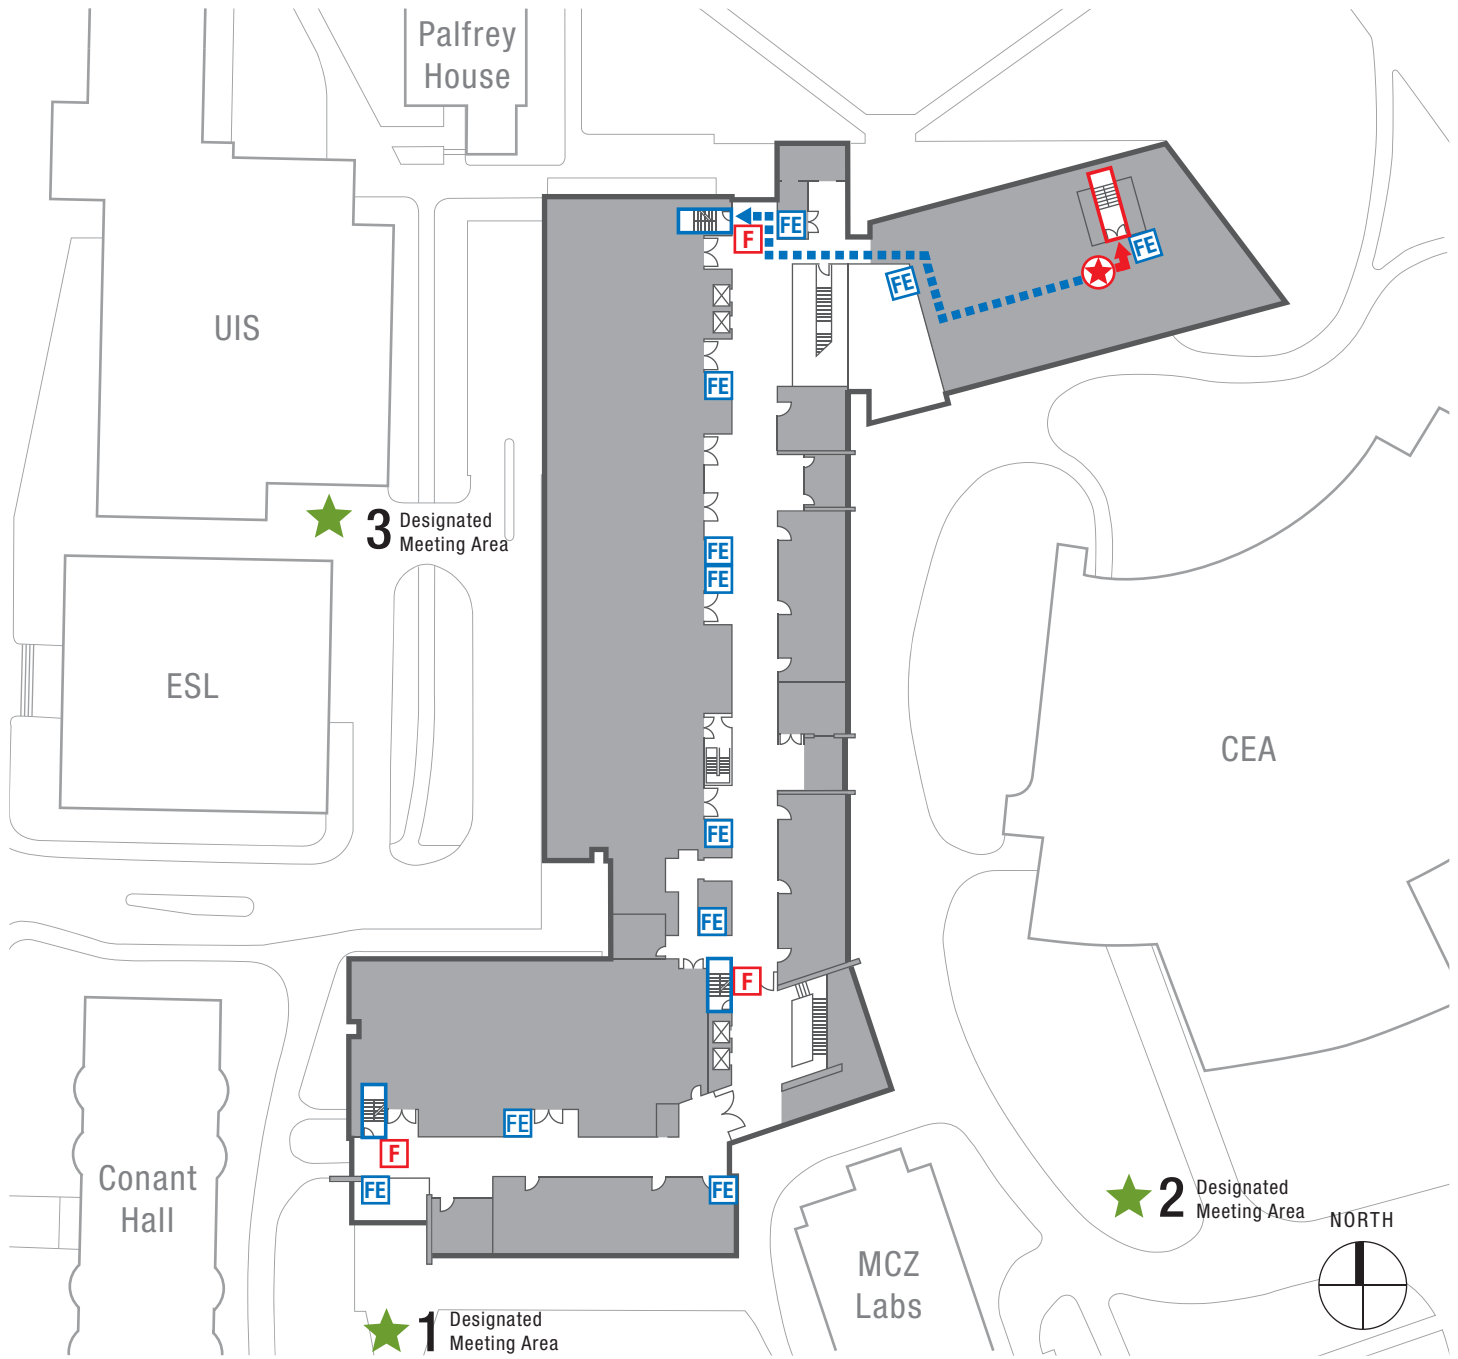 Palfrey
House
FE
F
FE
FE
FE
UIS
FE
3 Designated
Meeting Area
FE
FE
ESL
CEA
FE
FE
F
FE
F
FE
FE
Conant
Hall
2 Designated
Meeting Area
NORTH
MCZ
Labs
1 Designated
Meeting Area